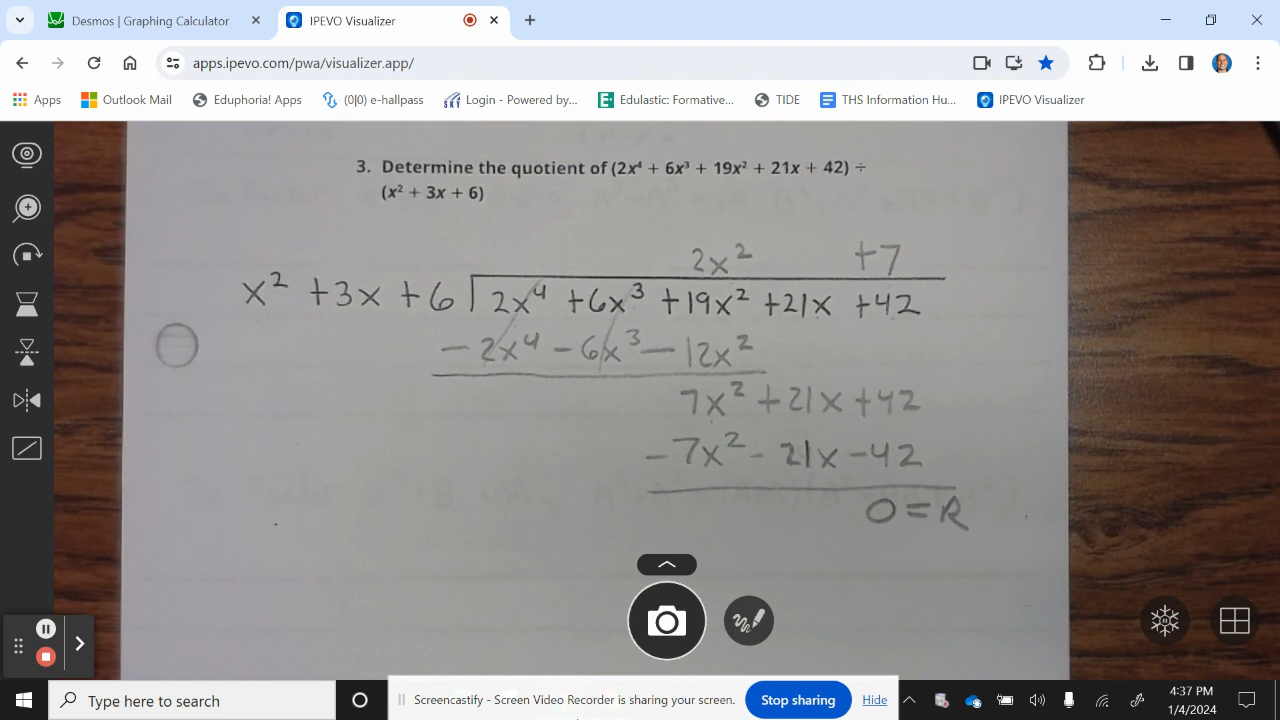 Desmos | Graphing Calculator
IPEVO Visualizer
apps.ipevo.com/pwa/visualizer.app/
Apps
Outlook Mail
Eduphoria! Apps
(0|0) e-hallpass
Login - Powered by...
Edulastic: Formative...
TIDE
THS Information Hu...
IPEVO Visualizer
3. Determine the quotient of (2x⁴ + 6x³ + 19x² + 21x + 42) ÷
(x² + 3x + 6)
2x² +7
x² +3x +6 2x⁴ +6x³ +19x² +21x +42
-2x⁴ -6x³ -12x²
7x² +21x +42
-7x² - 21x -42
0=R
Type here to search
Screencastify - Screen Video Recorder is sharing your screen.
Stop sharing
Hide
4:37 PM
1/4/2024